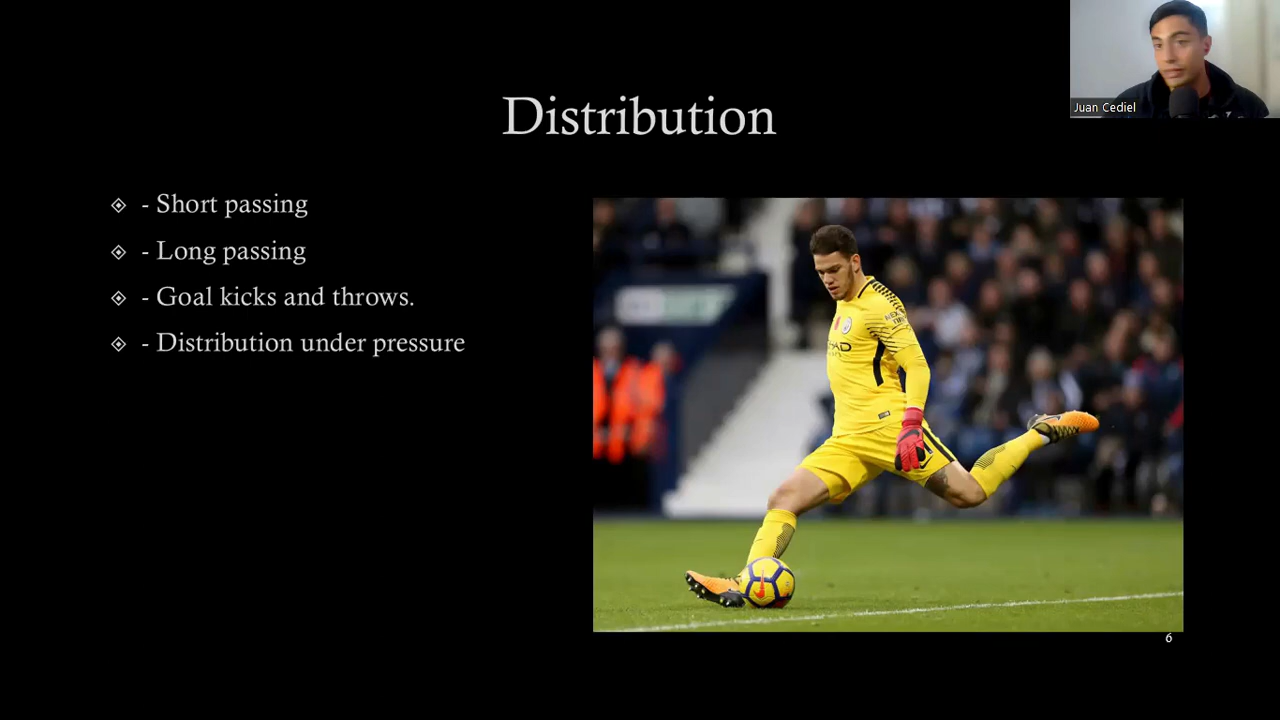 Juan Cediel
Distribution
- Short passing
- Long passing
- Goal kicks and throws.
- Distribution under pressure
6